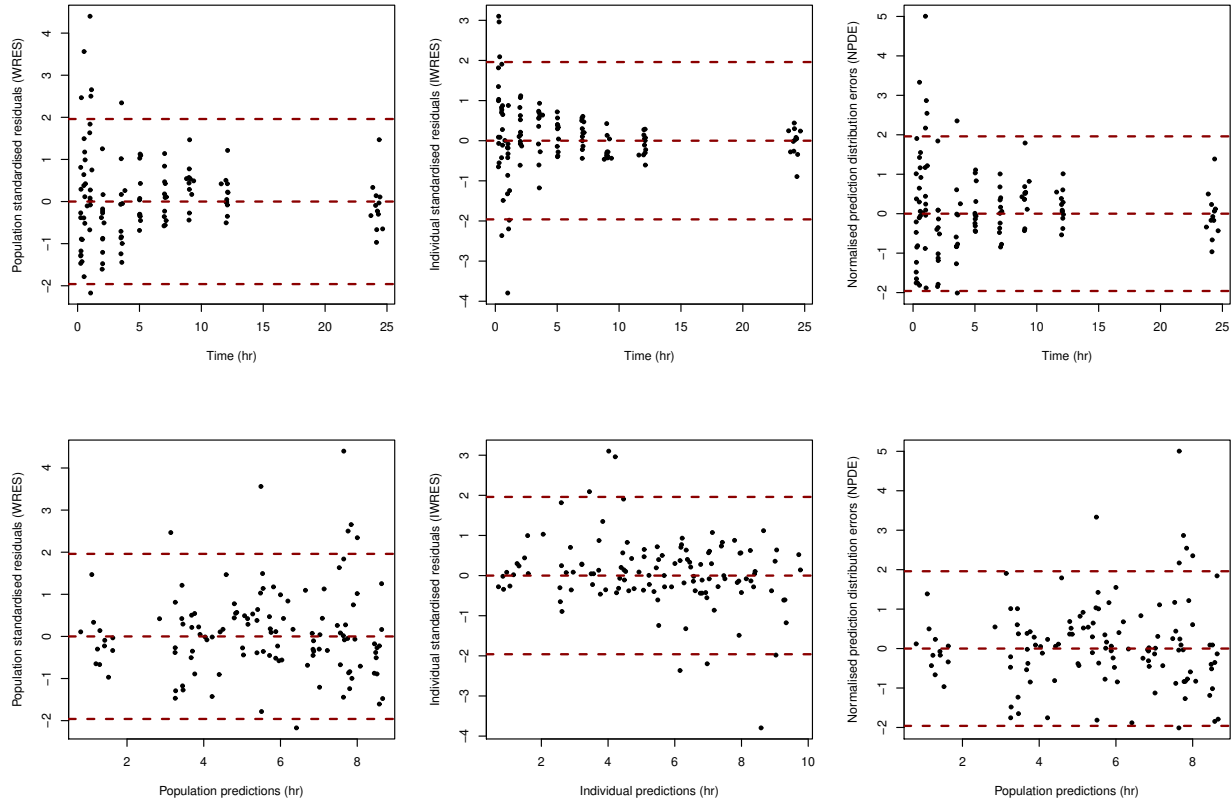 Population standardised residuals (WRES)
−2 −1 0 1 2 3 4
0 5 10 15 20 25
Time (hr)
Individual standardised residuals (IWRES)
−4 −3 −2 −1 0 1 2 3
0 5 10 15 20 25
Time (hr)
Normalised prediction distribution errors (NPDE)
−2 −1 0 1 2 3 4 5
0 5 10 15 20 25
Time (hr)
Population standardised residuals (WRES)
−2 −1 0 1 2 3 4
2 4 6 8
Population predictions (hr)
Individual standardised residuals (IWRES)
−4 −3 −2 −1 0 1 2 3
2 4 6 8 10
Individual predictions (hr)
Normalised prediction distribution errors (NPDE)
−2 −1 0 1 2 3 4 5
2 4 6 8
Population predictions (hr)